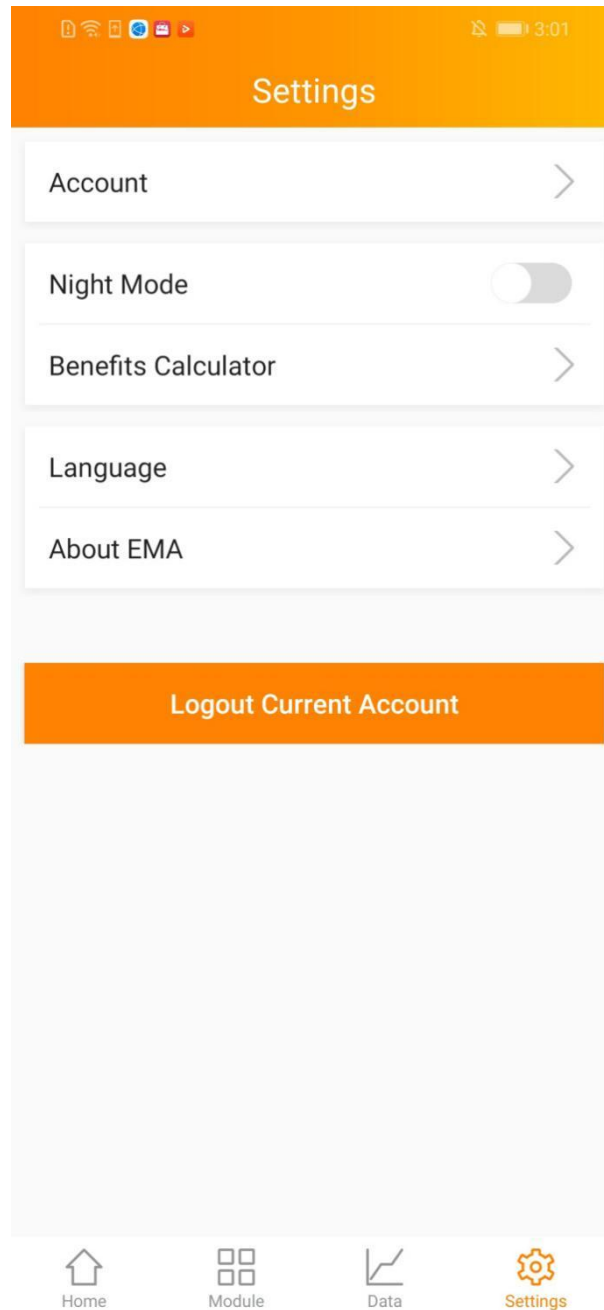 3:01
Settings
Account
Night Mode
Benefits Calculator
Language
About EMA
Logout Current Account
Home Module Data Settings